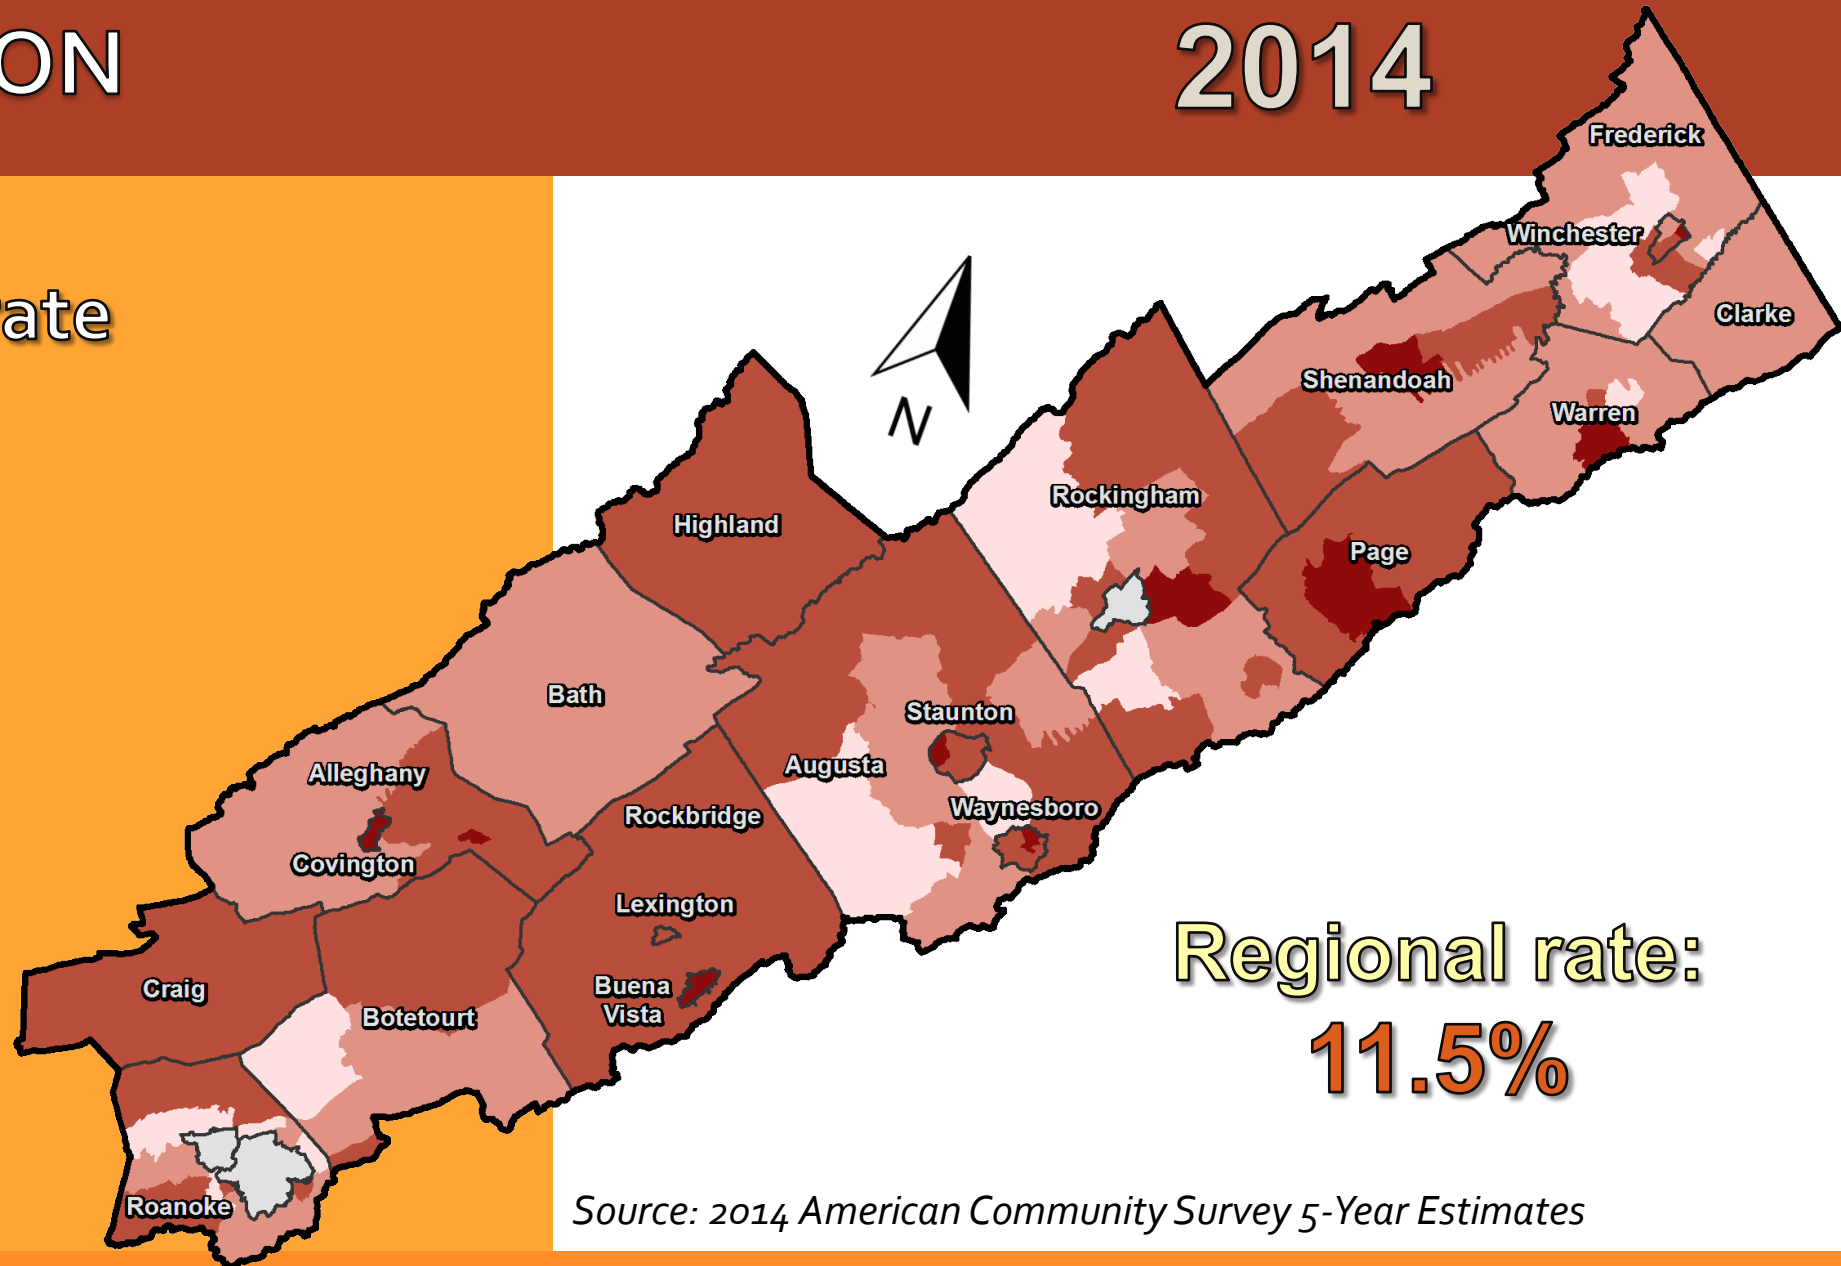 ON
2014
ate
N
Frederick
Winchester
Clarke
Shenandoah
Warren
Rockingham
Highland
Page
Bath
Staunton
Augusta
Alleghany
Waynesboro
Rockbridge
Covington
Lexington
Buena
Vista
Craig
Botetourt
Roanoke
Regional rate:
11.5%
Source: 2014 American Community Survey 5-Year Estimates